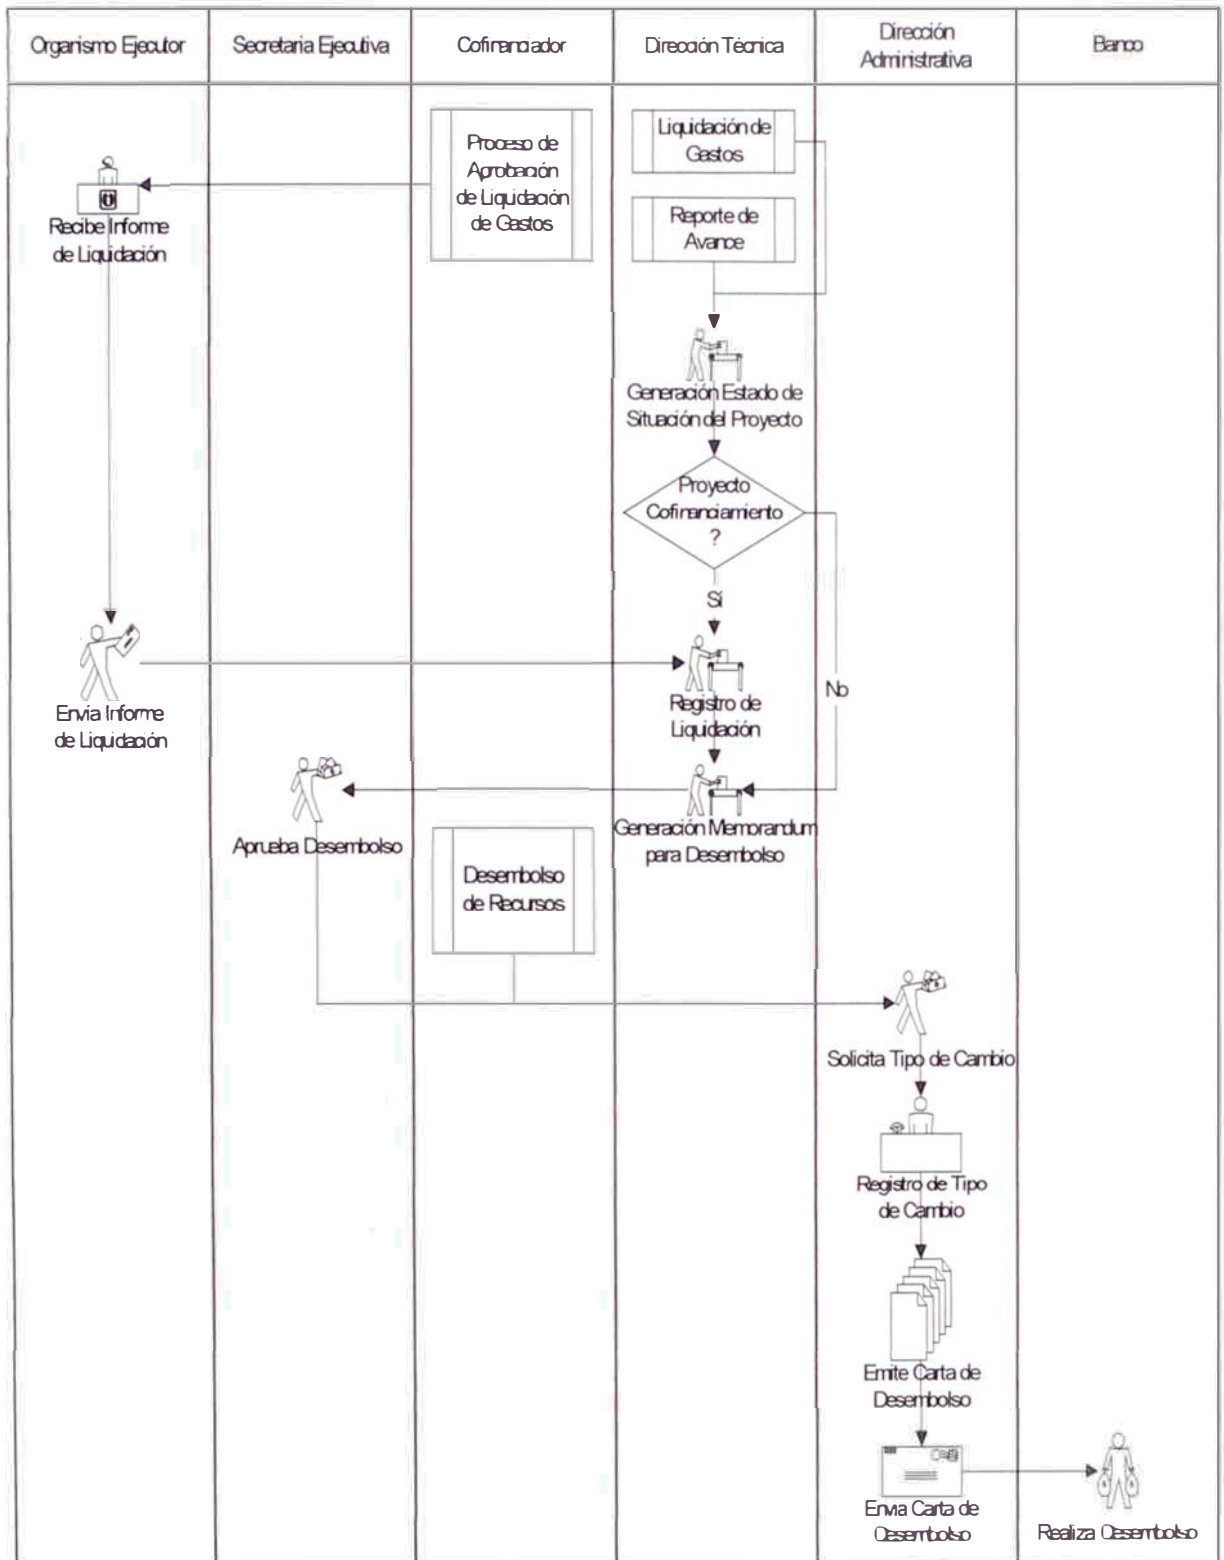 Organismo Ejecutor
Secretaria Ejecutiva
Cofinanciador
Dirección Técnica
Dirección
Administrativa
Banco
Proceso de
Aprobación
de Liquidación
de Gastos
Liquidación de
Gastos
Reporte de
Avance
Recibe Informe
de Liquidación
Generación Estado de
Situación del Proyecto
Proyecto
Cofinanciamiento
?
Sí
No
Envía Informe
de Liquidación
Registro de
Liquidación
Aprueba Desembolso
Generación Memorandum
para Desembolso
Desembolso
de Recursos
Solicita Tipo de Cambio
Registro de Tipo
de Cambio
Emite Carta de
Desembolso
Envia Carta de
Desembolso
Realiza Desembolso